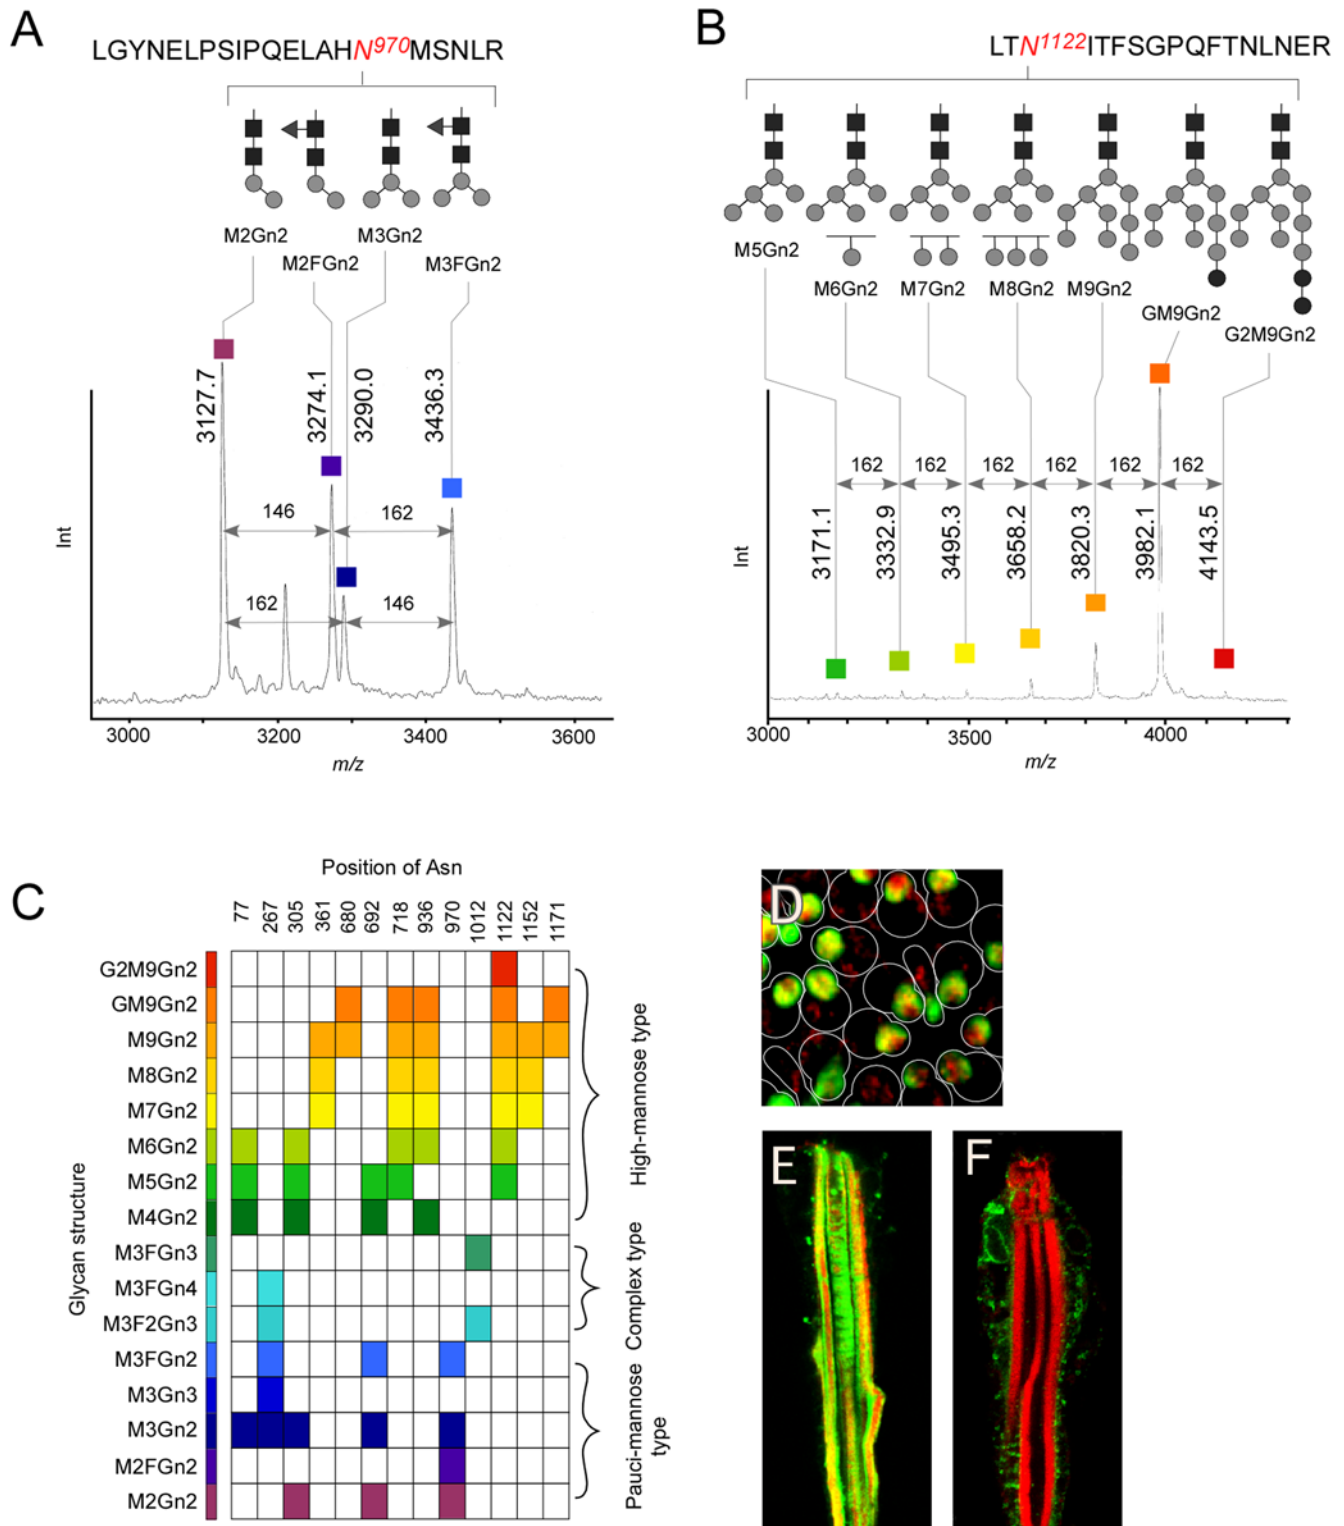 A
LGYNELPSIPQELAHN970MSNLR
M2Gn2
M3Gn2
M2FGn2
M3FGn2
3127.7
3274.1
3290.0
3436.3
146
162
162
146
Int
3000
3200
3400
3600
m/z
B
LTN1122ITFSGPQFTNLNER
M5Gn2
M6Gn2
M7Gn2
M8Gn2
M9Gn2
GM9Gn2
G2M9Gn2
162
162
162
162
162
162
3171.1
3332.9
3495.3
3658.2
3820.3
3982.1
4143.5
Int
3000
3500
4000
m/z
C
Position of Asn
77
267
305
361
680
692
718
936
970
1012
1122
1152
1171
Glycan structure
G2M9Gn2
GM9Gn2
M9Gn2
M8Gn2
M7Gn2
M6Gn2
M5Gn2
M4Gn2
M3FGn3
M3FGn4
M3F2Gn3
M3FGn2
M3Gn3
M3Gn2
M2FGn2
M2Gn2
High-mannose type
Complex type
Pauci-mannose
type
D
E
F